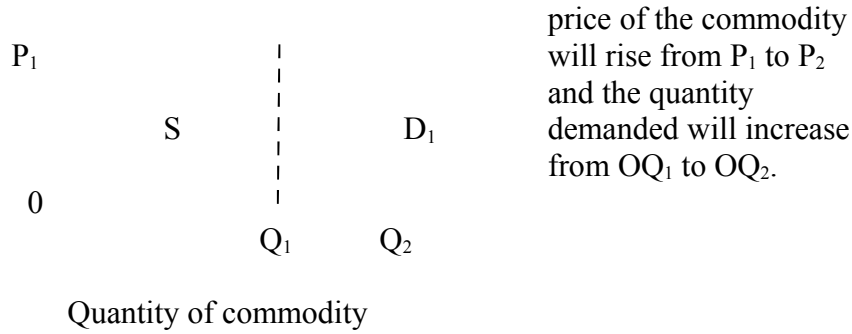 price of the commodity
will rise from P₁ to P₂
and the quantity
demanded will increase
from OQ₁ to OQ₂.
P₁
S D₁
0
Q₁ Q₂
Quantity of commodity